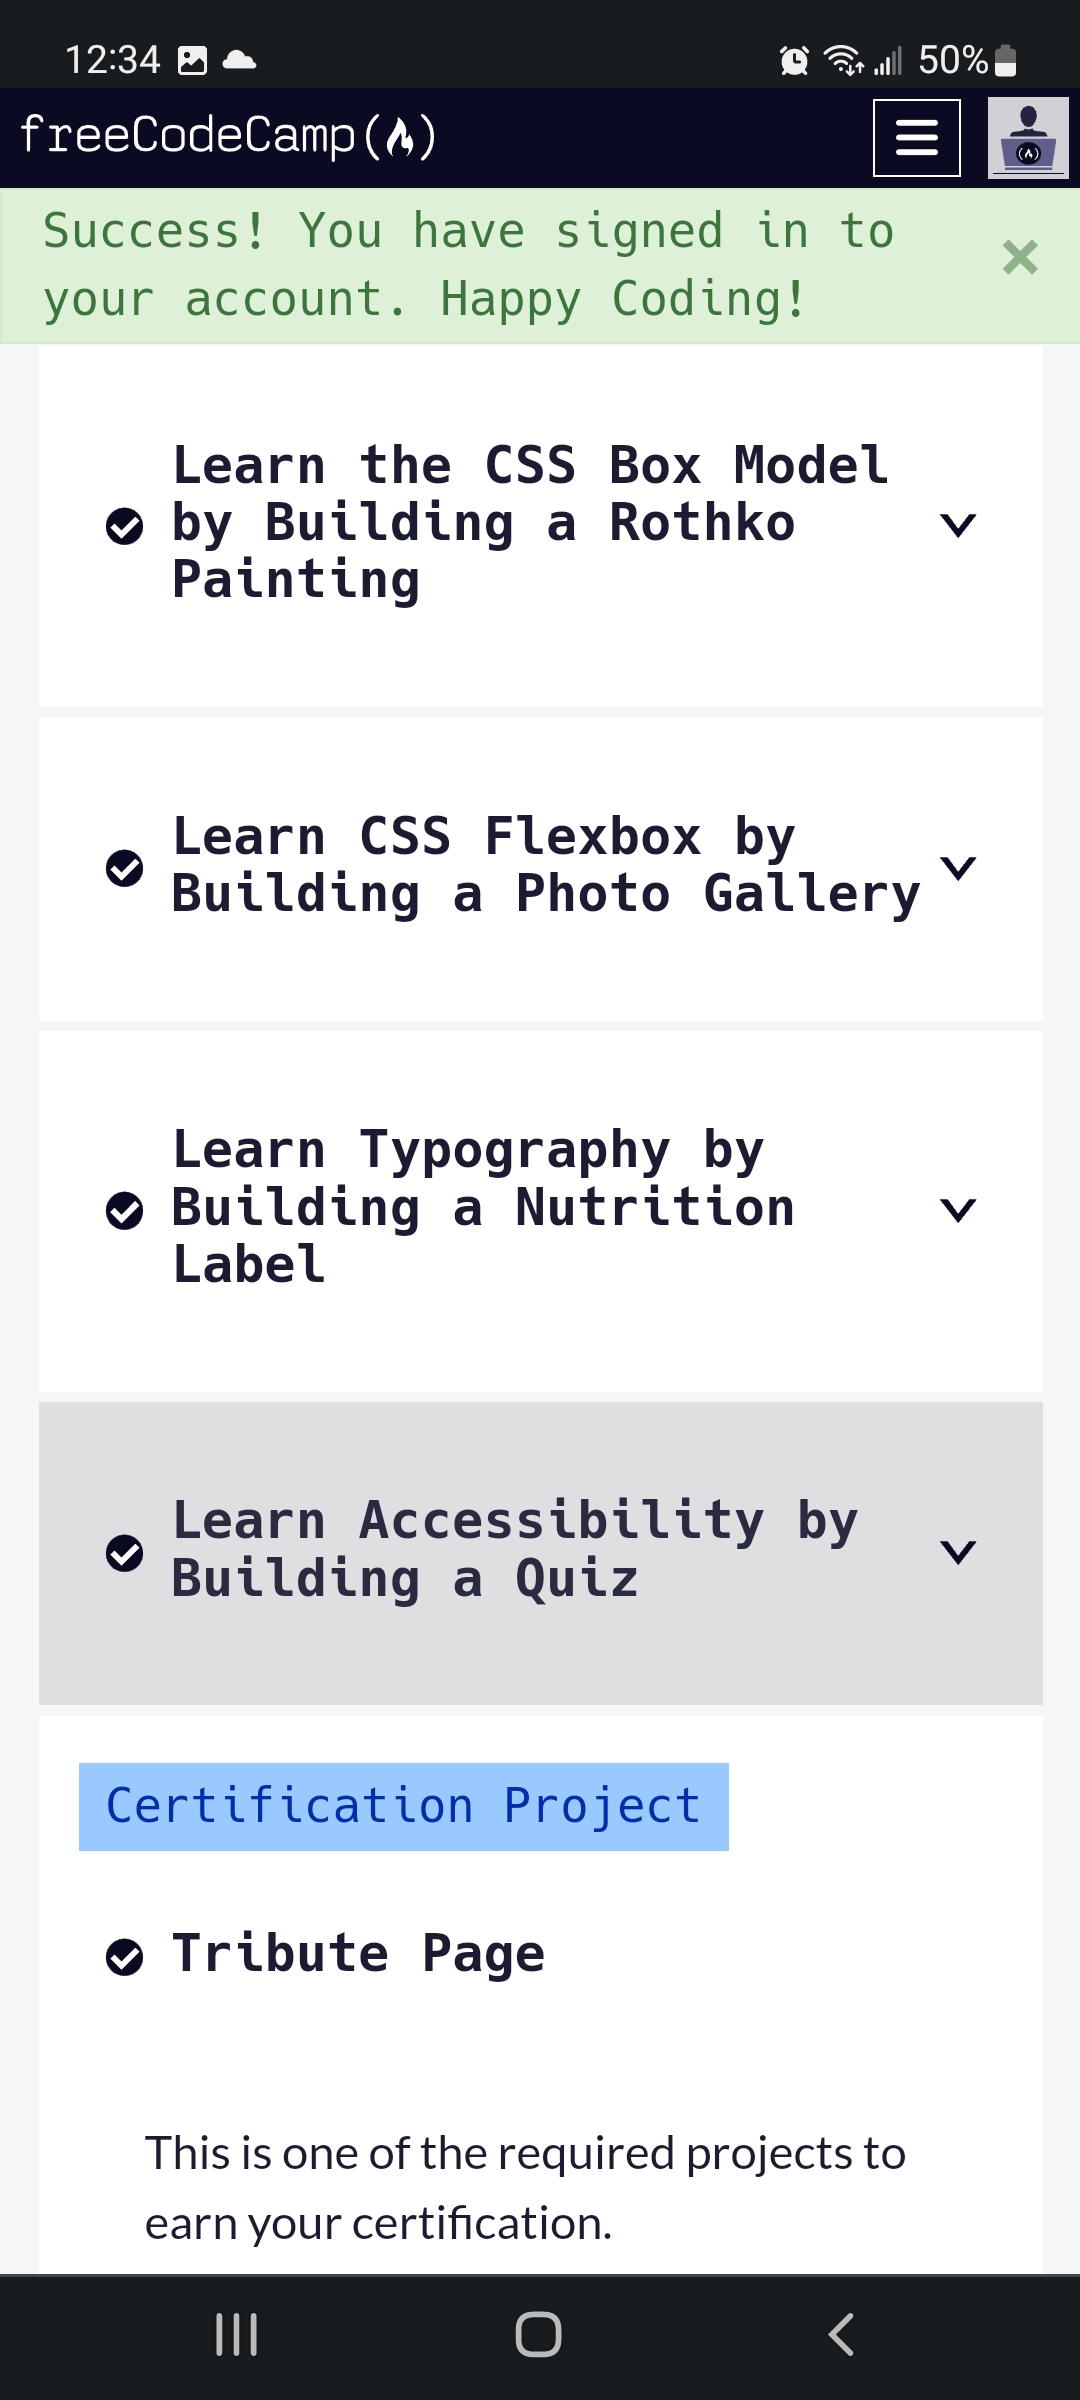 12:34
50%
freeCodeCamp
Success! You have signed in to
your account. Happy Coding!
Learn the CSS Box Model
by Building a Rothko
Painting
Learn CSS Flexbox by
Building a Photo Gallery
Learn Typography by
Building a Nutrition
Label
Learn Accessibility by
Building a Quiz
Certification Project
Tribute Page
This is one of the required projects to
earn your certification.